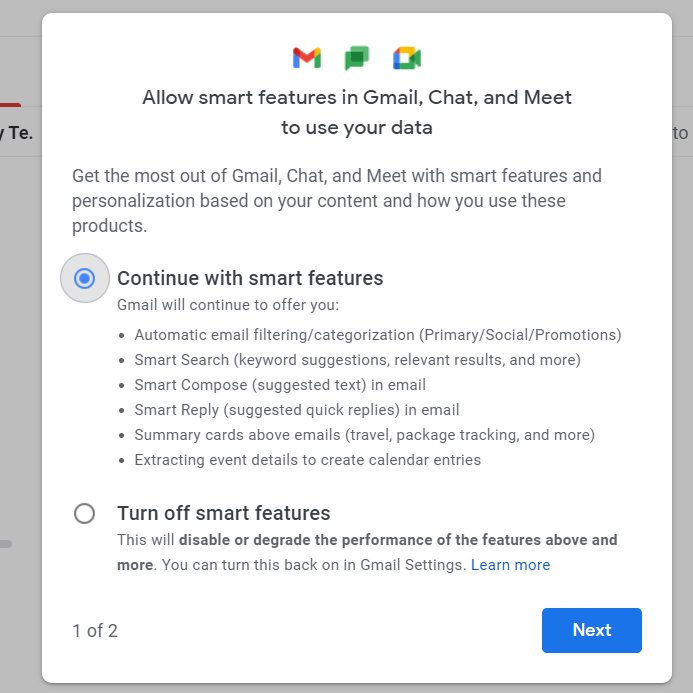 Allow smart features in Gmail, Chat, and Meet
to use your data
y Te.
to
Get the most out of Gmail, Chat, and Meet with smart features and
personalization based on your content and how you use these
products.
Continue with smart features
Gmail will continue to offer you:
• Automatic email filtering/categorization (Primary/Social/Promotions)
• Smart Search (keyword suggestions, relevant results, and more)
• Smart Compose (suggested text) in email
• Smart Reply (suggested quick replies) in email
• Summary cards above emails (travel, package tracking, and more)
• Extracting event details to create calendar entries
Turn off smart features
This will disable or degrade the performance of the features above and
more. You can turn this back on in Gmail Settings. Learn more
1 of 2
Next